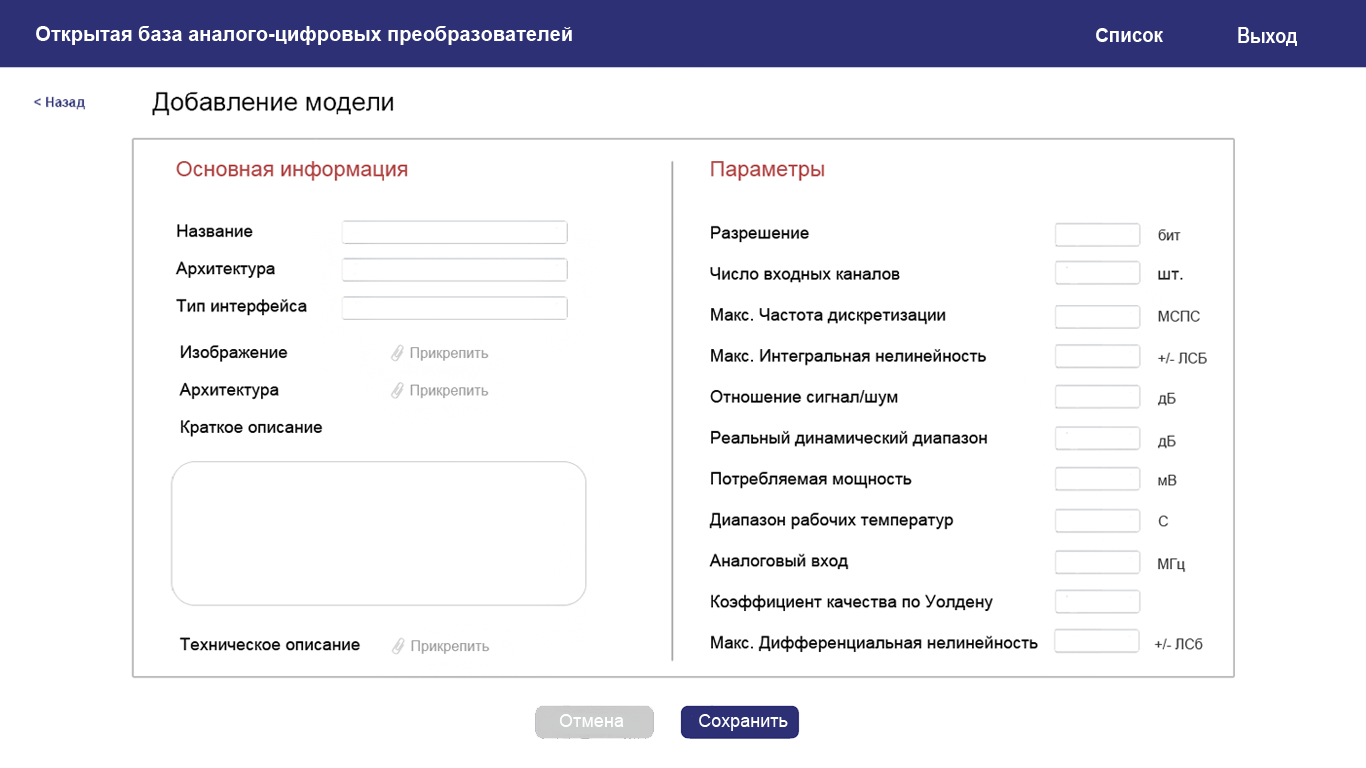 Открытая база аналого-цифровых преобразователей
Список
Выход
< Назад
Добавление модели
Основная информация
Название
Архитектура
Тип интерфейса
Изображение
Прикрепить
Архитектура
Прикрепить
Краткое описание
Техническое описание
Прикрепить
Параметры
Разрешение
бит
Число входных каналов
шт.
Макс. Частота дискретизации
МСПС
Макс. Интегральная нелинейность
+/- ЛСБ
Отношение сигнал/шум
дБ
Реальный динамический диапазон
дБ
Потребляемая мощность
мВ
Диапазон рабочих температур
С
Аналоговый вход
МГц
Коэффициент качества по Уолдену
Макс. Дифференциальная нелинейность
+/- ЛСб
Отмена
Сохранить